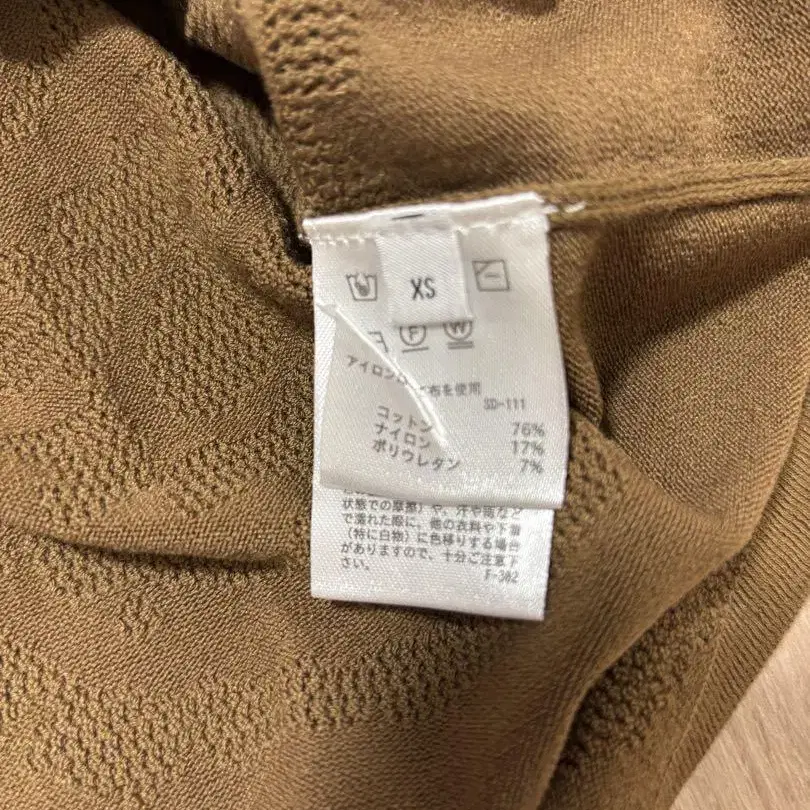 XS
F
W
布を使用
SD-111
コットン 76%
ナイロン 17%
ポリウレタン 7%
状態での摩擦)や、汗や雨など
で濡れた際に、他の衣料や下着
(特に白物)に色移りする場合
がありますので、十分ご注意下
さい。
F-302